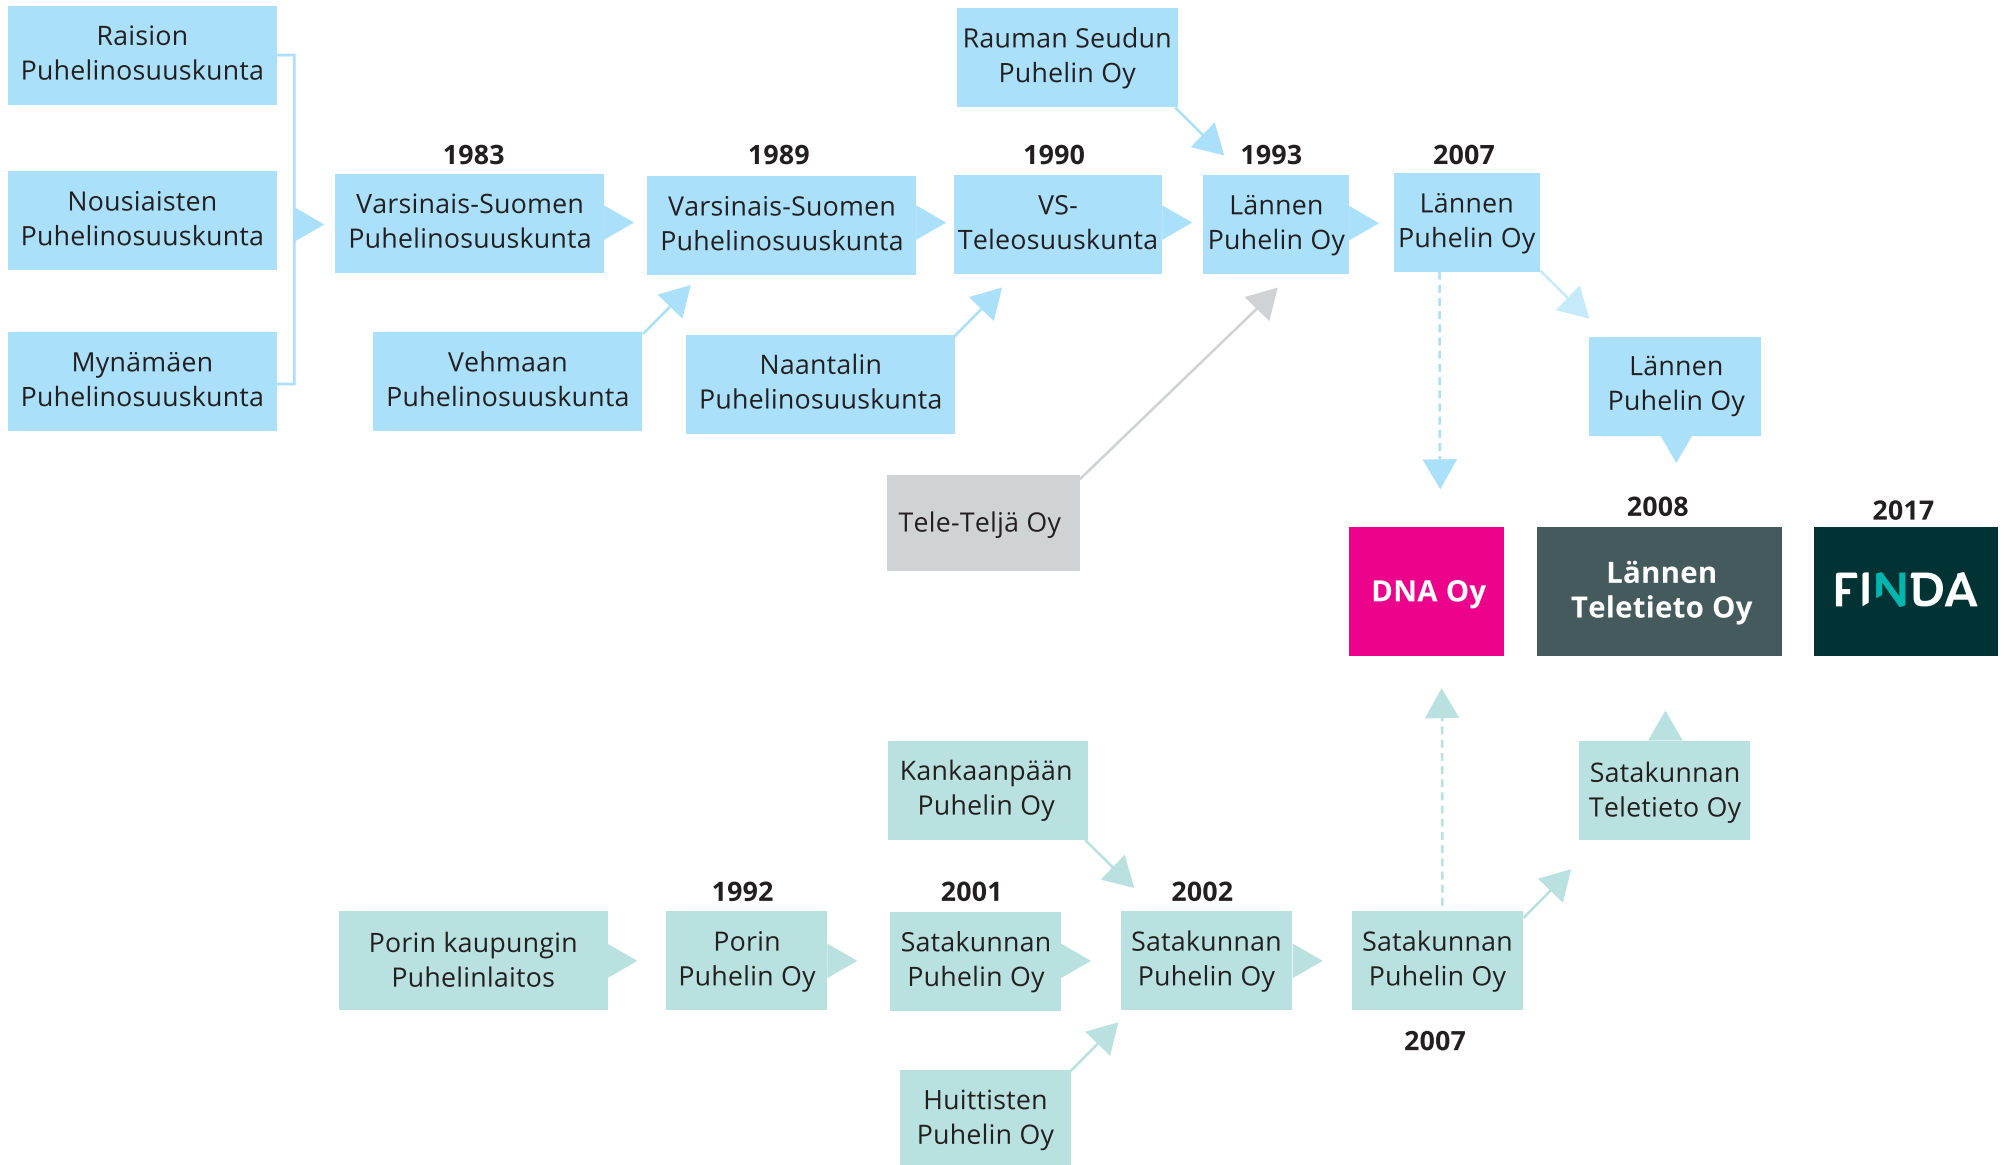 Raision
Puhelinosuuskunta
Nousiaisten
Puhelinosuuskunta
Mynämäen
Puhelinosuuskunta
1983
Varsinais-Suomen
Puhelinosuuskunta
Vehmaan
Puhelinosuuskunta
1989
Varsinais-Suomen
Puhelinosuuskunta
Naantalin
Puhelinosuuskunta
1990
VS-
Teleosuuskunta
Rauman Seudun
Puhelin Oy
Tele-Teljä Oy
1993
Lännen
Puhelin Oy
2007
Lännen
Puhelin Oy
Lännen
Puhelin Oy
DNA Oy
2008
Lännen
Teletieto Oy
2017
FINDA
Porin kaupungin
Puhelinlaitos
1992
Porin
Puhelin Oy
2001
Satakunnan
Puhelin Oy
Kankaanpään
Puhelin Oy
Huittisten
Puhelin Oy
2002
Satakunnan
Puhelin Oy
Satakunnan
Puhelin Oy
2007
Satakunnan
Teletieto Oy